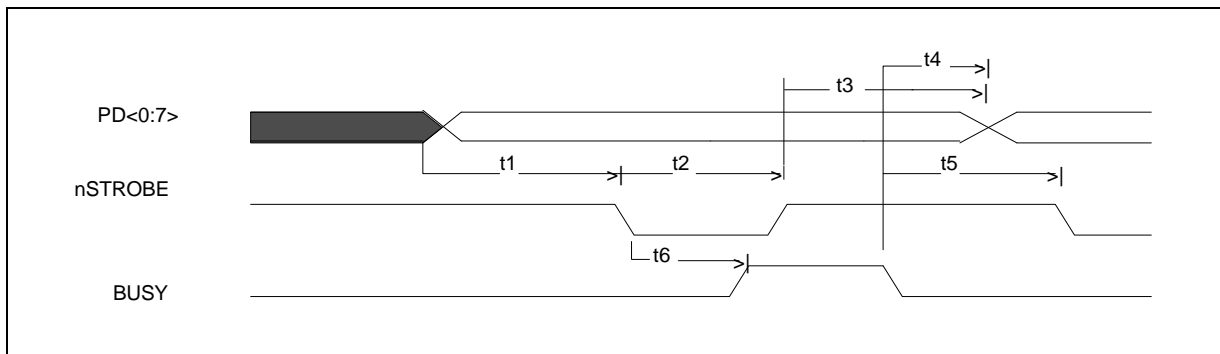 t4
t3
PD<0:7>
t1
t2
t5
nSTROBE
t6
BUSY